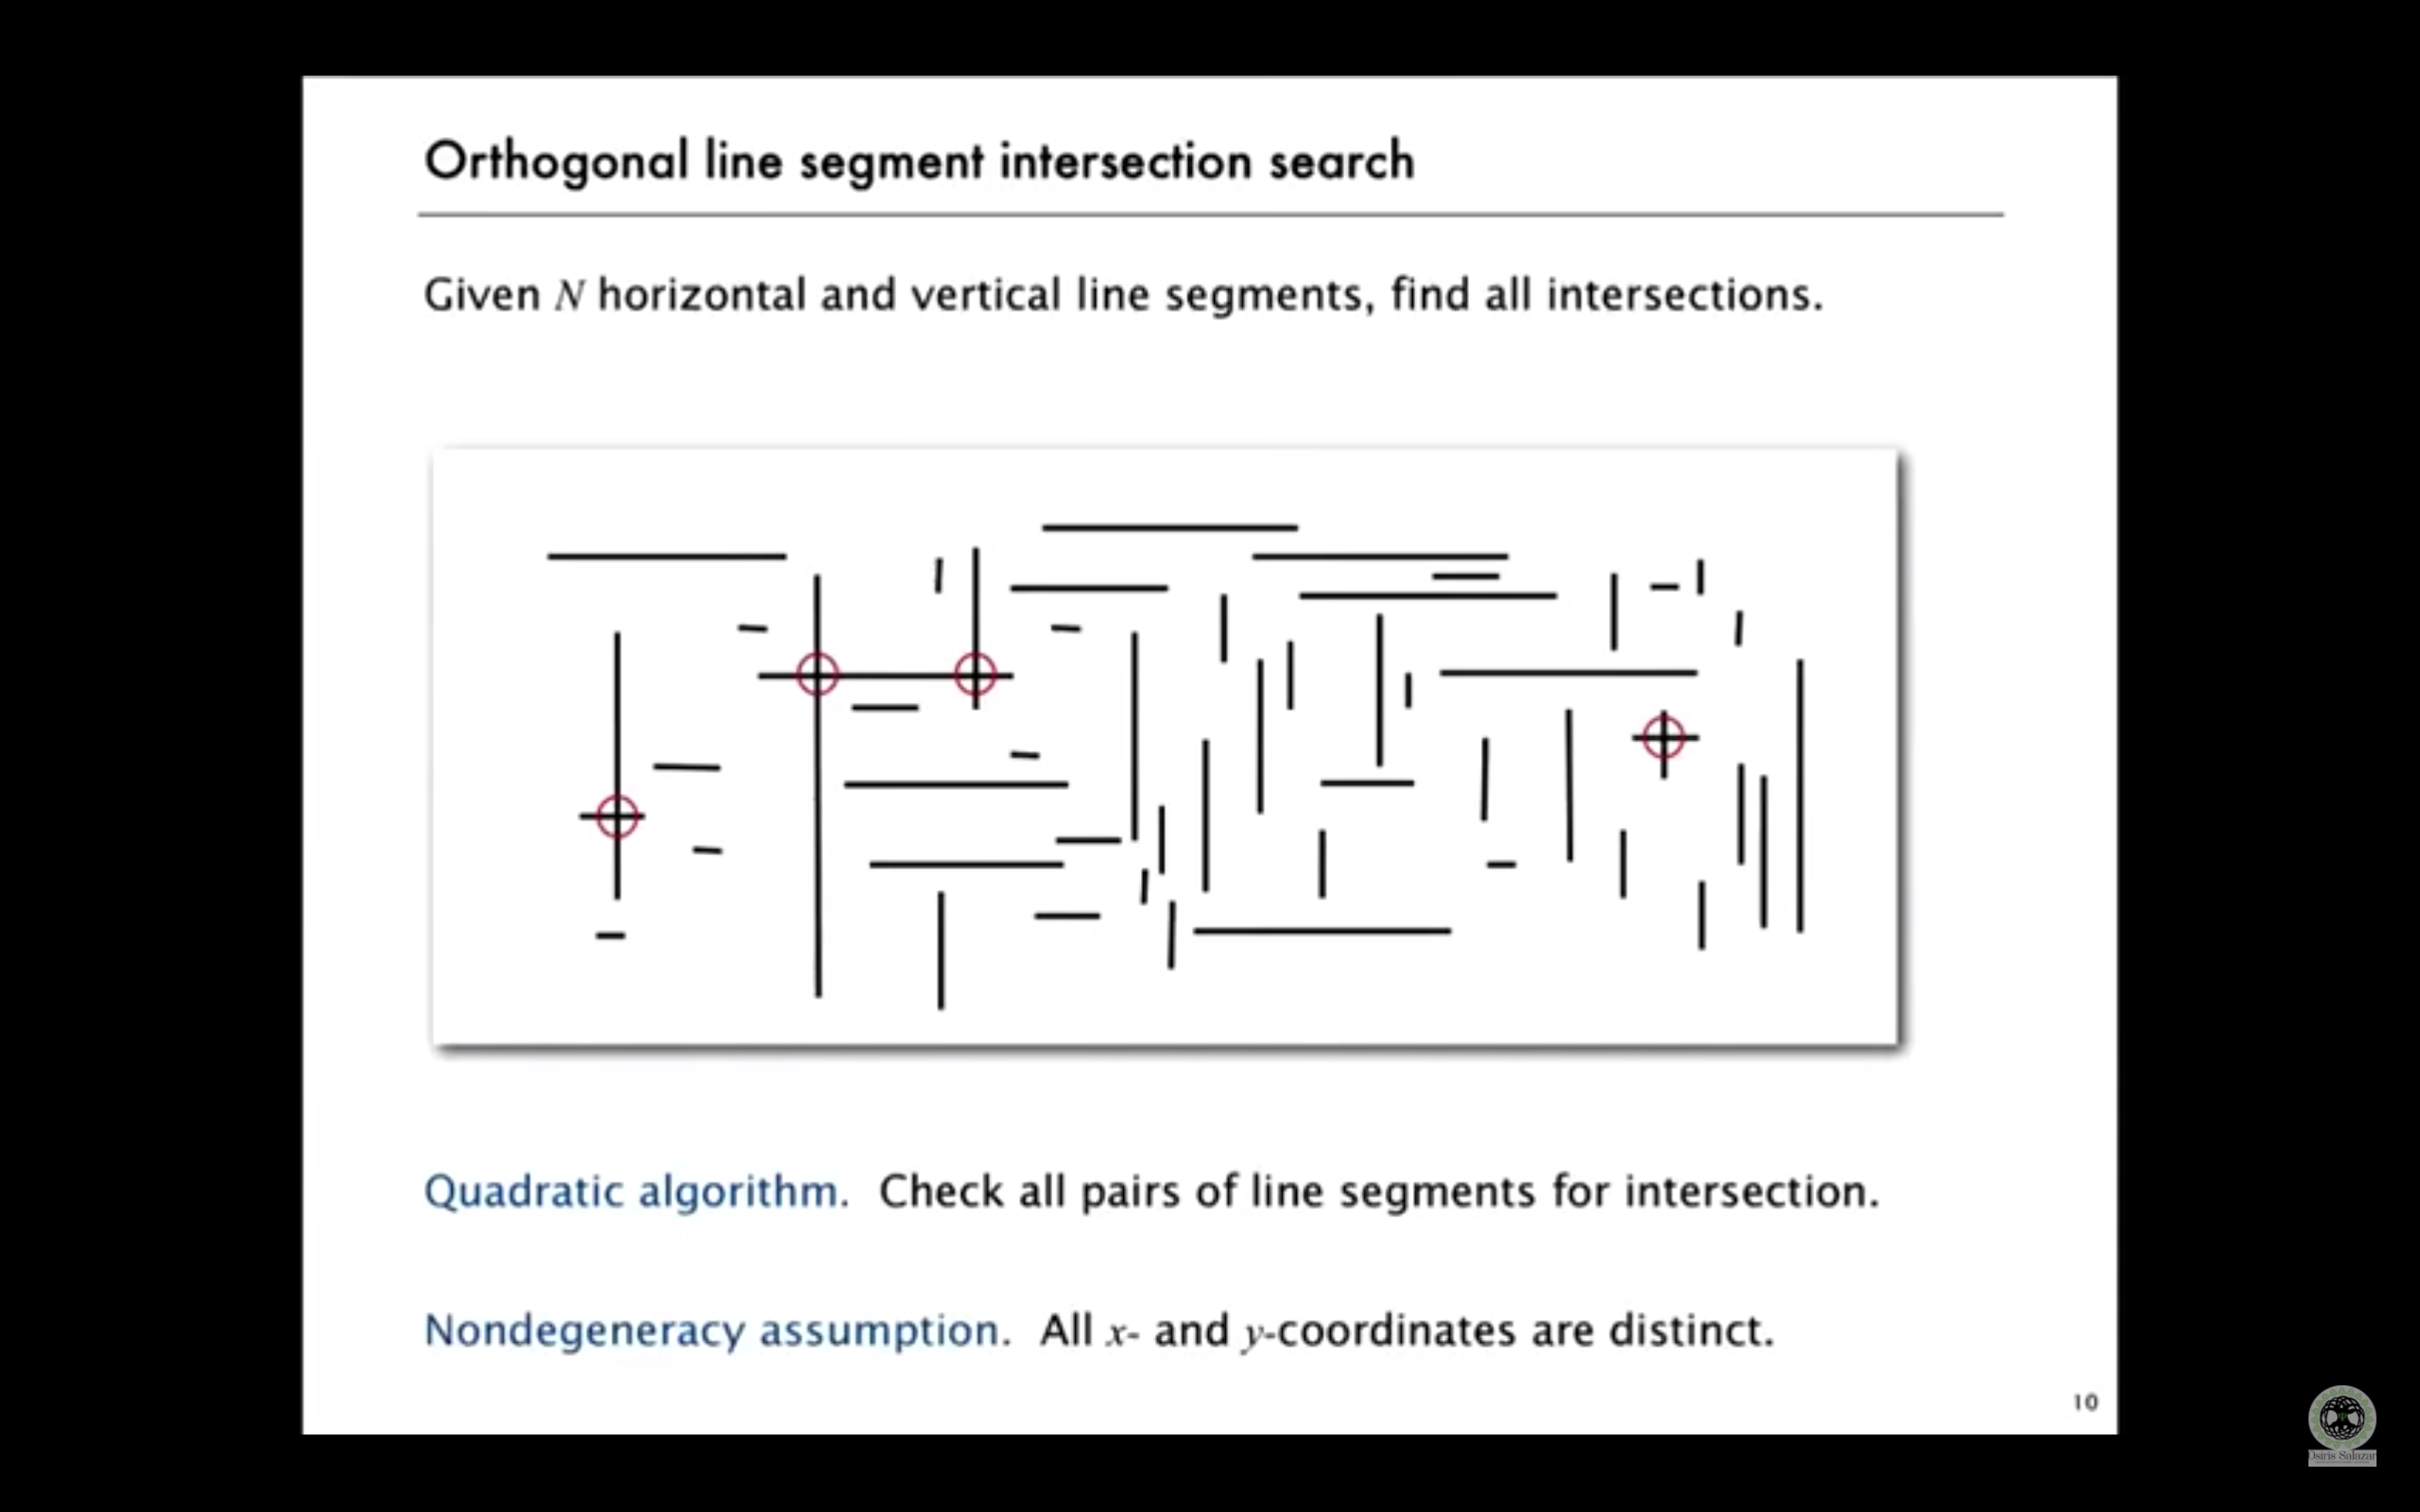 Orthogonal line segment intersection search
Given N horizontal and vertical line segments, find all intersections.
Quadratic algorithm. Check all pairs of line segments for intersection.
Nondegeneracy assumption. All x- and y-coordinates are distinct.
10
Osiris Salazar